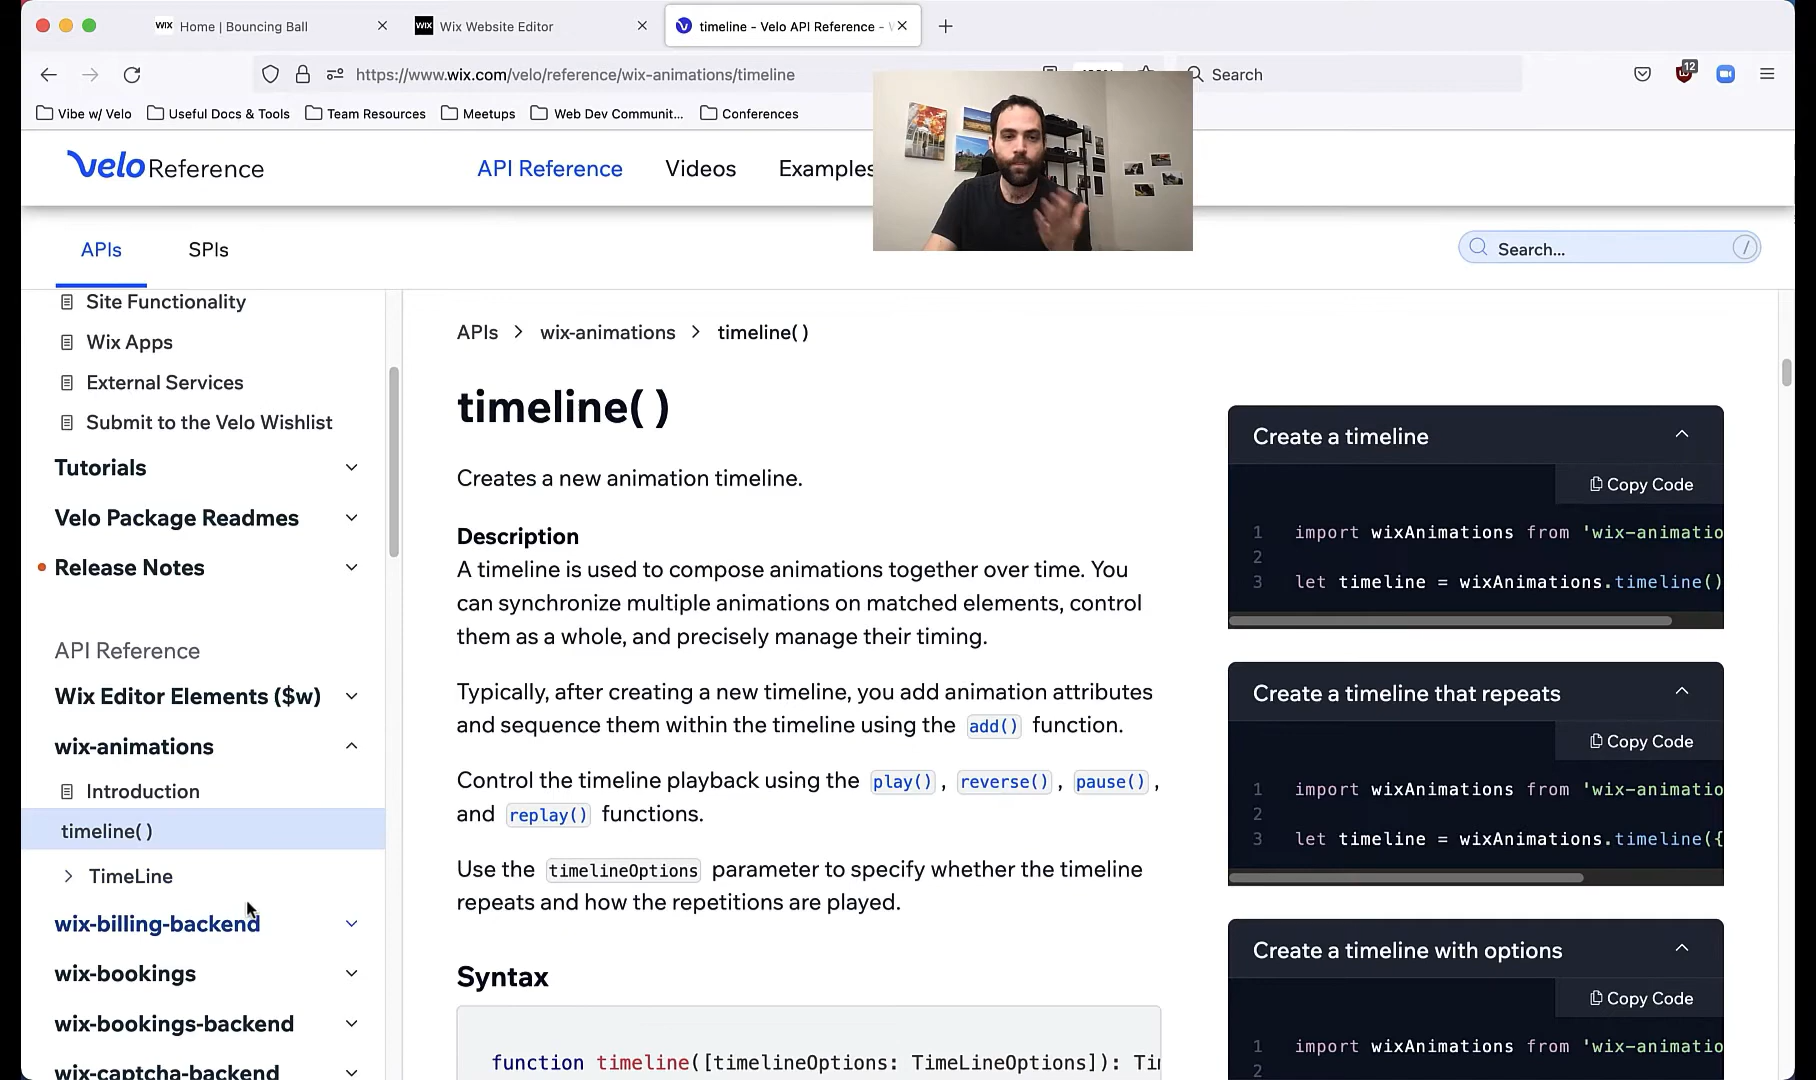 WIX Home | Bouncing Ball
WIX Wix Website Editor
timeline - Velo API Reference -
https://www.wix.com/velo/reference/wix-animations/timeline
Search
12
Vibe w/ Velo
Useful Docs & Tools
Team Resources
Meetups
Web Dev Communit...
Conferences
velo Reference
API Reference
Videos
Examples
APIs
SPIs
Search...
/
Site Functionality
Wix Apps
External Services
Submit to the Velo Wishlist
Tutorials
Velo Package Readmes
Release Notes
API Reference
Wix Editor Elements ($w)
wix-animations
Introduction
timeline( )
TimeLine
wix-billing-backend
wix-bookings
wix-bookings-backend
wix-captcha-backend
APIs > wix-animations > timeline( )
timeline( )
Creates a new animation timeline.
Description
A timeline is used to compose animations together over time. You
can synchronize multiple animations on matched elements, control
them as a whole, and precisely manage their timing.
Typically, after creating a new timeline, you add animation attributes
and sequence them within the timeline using the add() function.
Control the timeline playback using the play() , reverse() , pause() ,
and replay() functions.
Use the timelineOptions parameter to specify whether the timeline
repeats and how the repetitions are played.
Syntax
function timeline([timelineOptions: TimeLineOptions]): Ti
Create a timeline
Copy Code
1 import wixAnimations from 'wix-animatio
2
3 let timeline = wixAnimations.timeline()
Create a timeline that repeats
Copy Code
1 import wixAnimations from 'wix-animatio
2
3 let timeline = wixAnimations.timeline({
Create a timeline with options
Copy Code
1 import wixAnimations from 'wix-animatio
2